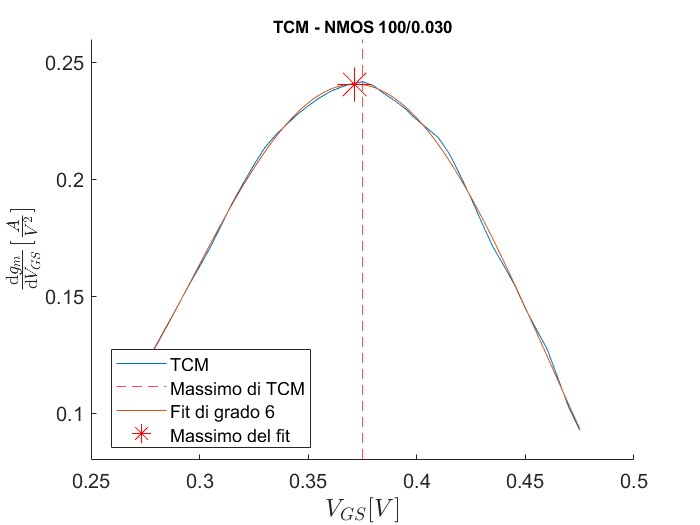 TCM - NMOS 100/0.030
0.25
0.2
0.15
0.1
dg_m/dV_GS [A/V^2]
TCM
Massimo di TCM
Fit di grado 6
Massimo del fit
0.25 0.3 0.35 0.4 0.45 0.5
V_GS[V]